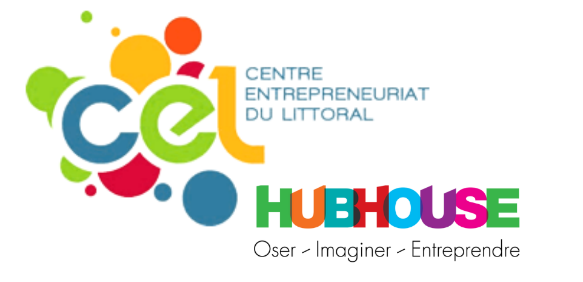 cel
CENTRE
ENTREPRENEURIAT
DU LITTORAL
HUBHOUSE
Oser - Imaginer - Entreprendre